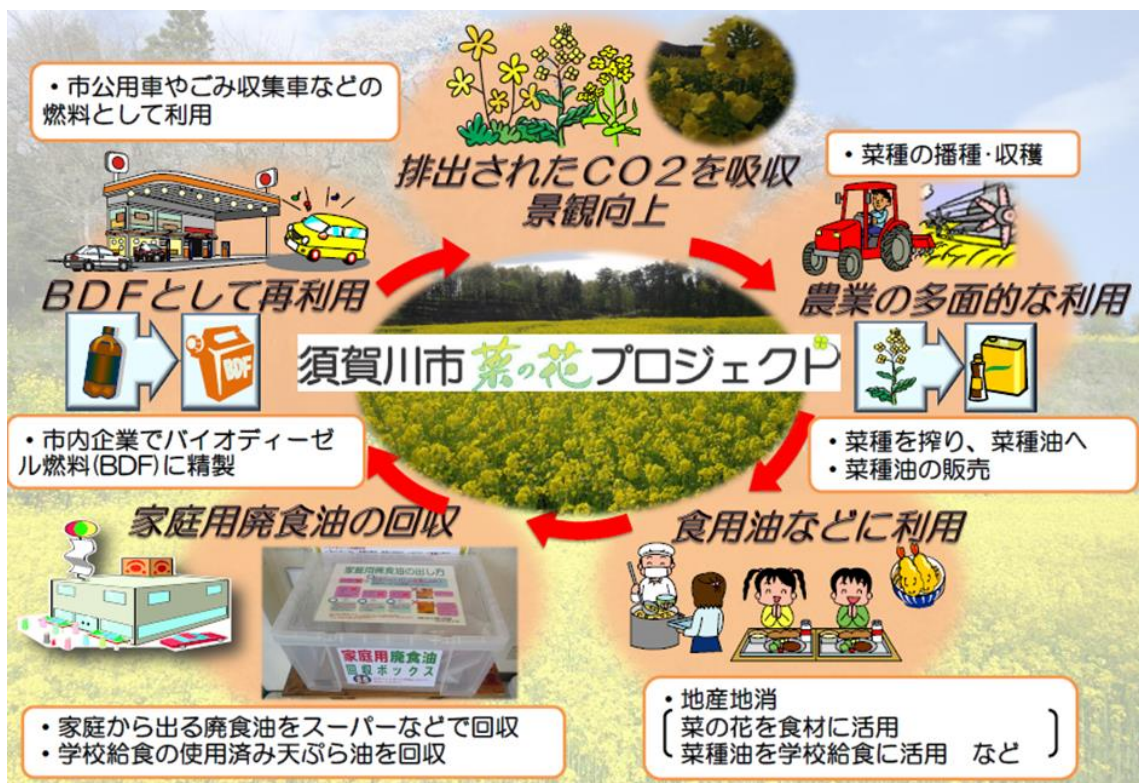 ・市公用車やごみ収集車などの
燃料として利用
排出されたCO2を吸収
景観向上
・菜種の播種・収穫
BDFとして再利用
農業の多面的な利用
BDF
須賀川市菜の花プロジェクト
・市内企業でバイオディーゼ
ル燃料(BDF)に精製
・菜種を搾り、菜種油へ
・菜種油の販売
家庭用廃食油の回収
食用油などに利用
家庭用廃食油の出し方
家庭用廃食油
回収ボックス
・家庭から出る廃食油をスーパーなどで回収
・学校給食の使用済み天ぷら油を回収
・地産地消
菜の花を食材に活用
菜種油を学校給食に活用 など